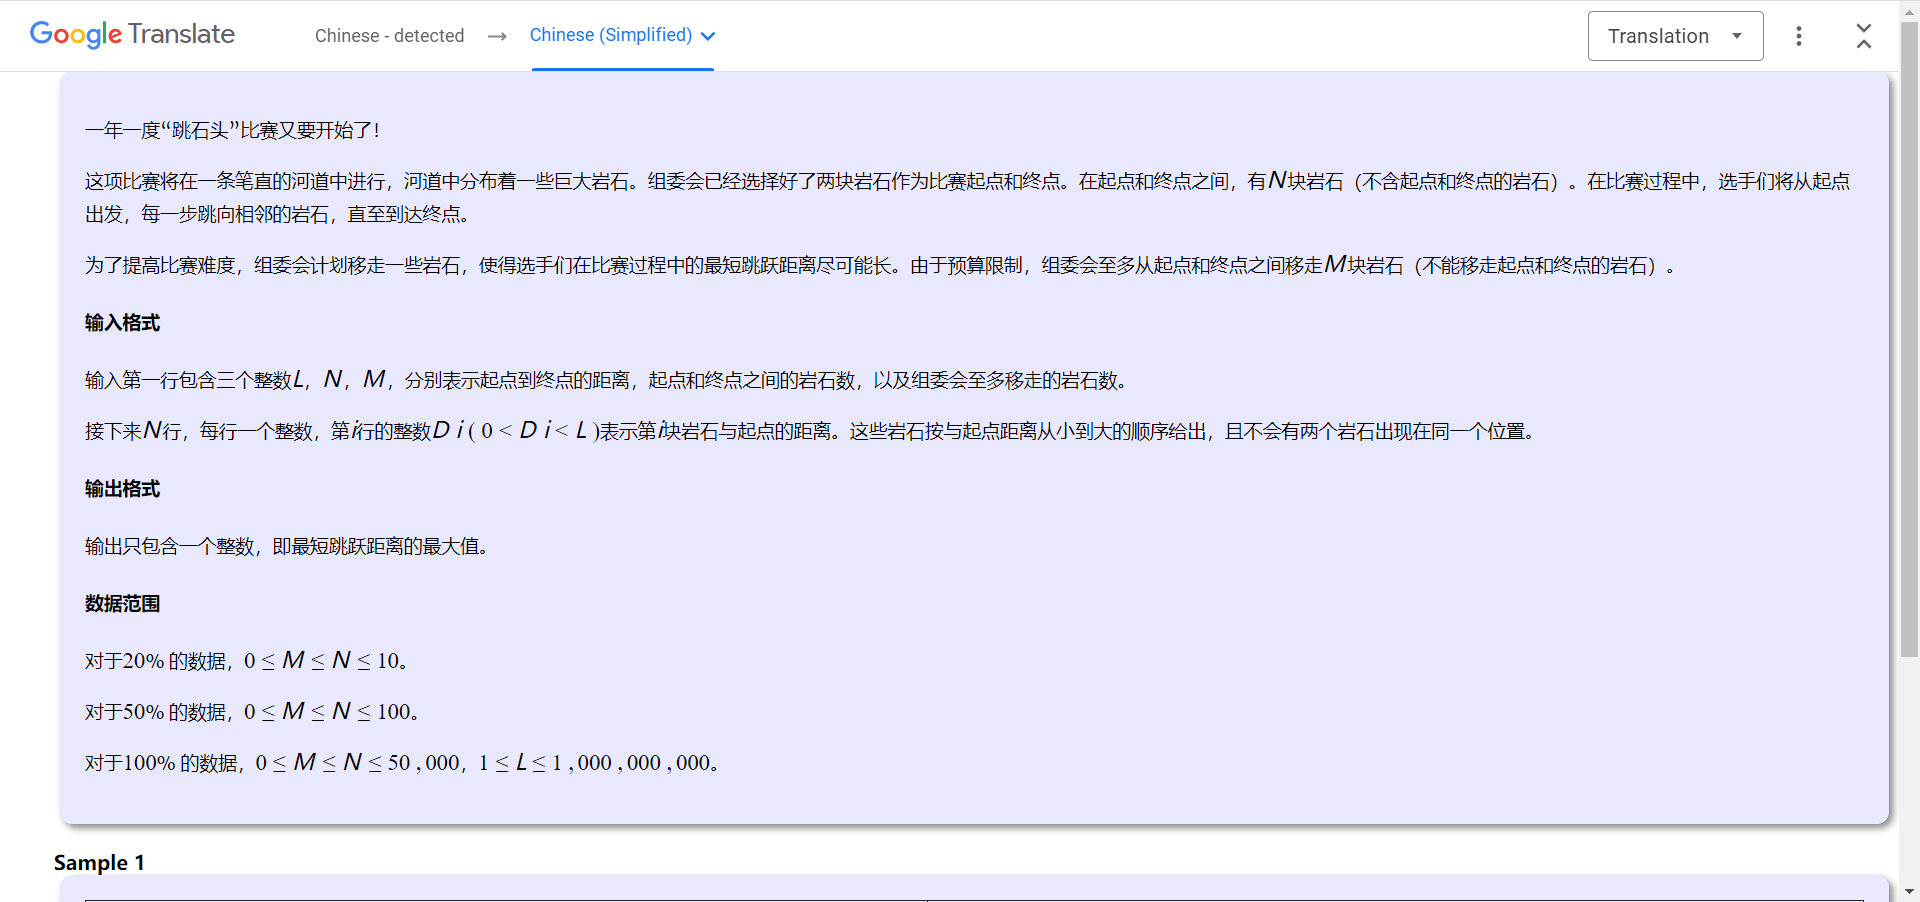 Google Translate
Chinese - detected → Chinese (Simplified)
Translation
一年一度“跳石头”比赛又要开始了！
这项比赛将在一条笔直的河道中进行，河道中分布着一些巨大岩石。组委会已经选择好了两块岩石作为比赛起点和终点。在起点和终点之间，有N块岩石（不含起点和终点的岩石）。在比赛过程中，选手们将从起点
出发，每一步跳向相邻的岩石，直至到达终点。
为了提高比赛难度，组委会计划移走一些岩石，使得选手们在比赛过程中的最短跳跃距离尽可能长。由于预算限制，组委会至多从起点和终点之间移走M块岩石（不能移走起点和终点的岩石）。
输入格式
输入第一行包含三个整数L，N，M，分别表示起点到终点的距离，起点和终点之间的岩石数，以及组委会至多移走的岩石数。
接下来N行，每行一个整数，第i行的整数D i ( 0 < D i < L )表示第i块岩石与起点的距离。这些岩石按与起点距离从小到大的顺序给出，且不会有两个岩石出现在同一个位置。
输出格式
输出只包含一个整数，即最短跳跃距离的最大值。
数据范围
对于20% 的数据，0 ≤ M ≤ N ≤ 10。
对于50% 的数据，0 ≤ M ≤ N ≤ 100。
对于100% 的数据，0 ≤ M ≤ N ≤ 50 ,000，1 ≤ L ≤ 1 ,000 ,000 ,000。
Sample 1